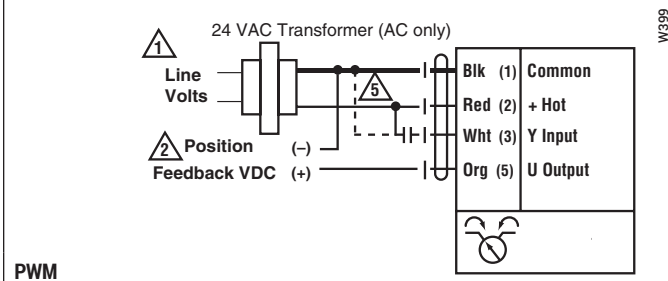 24 VAC Transformer (AC only)
W399
1
Line
Volts
5
Blk (1) Common
Red (2) + Hot
Wht (3) Y Input
Org (5) U Output
2
Position (–)
Feedback VDC (+)
PWM